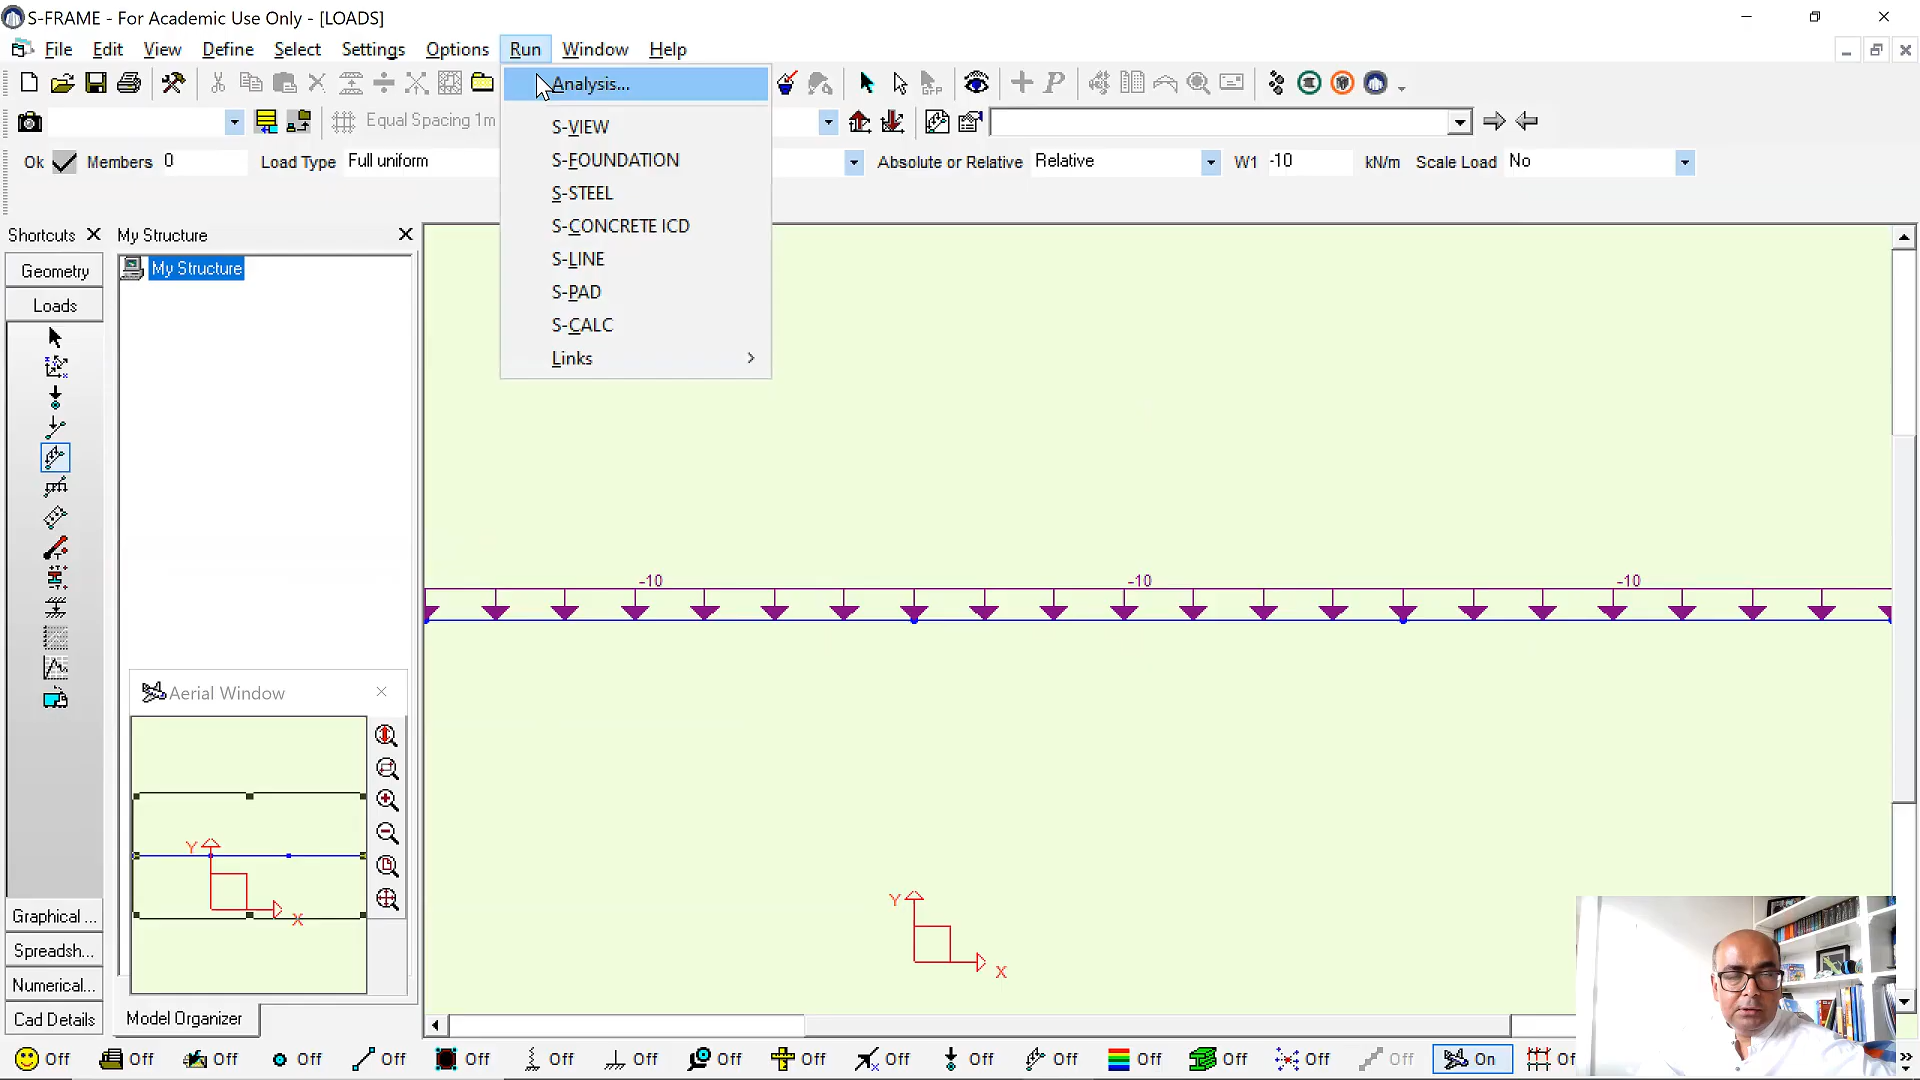 S-FRAME - For Academic Use Only - [LOADS]
File Edit View Define Select Settings Options Run Window Help
Analysis...
S-VIEW
S-FOUNDATION
S-STEEL
S-CONCRETE ICD
S-LINE
S-PAD
S-CALC
Links
Equal Spacing 1m
Ok Members 0 Load Type Full uniform Absolute or Relative Relative W1 -10 kN/m Scale Load No
Shortcuts
My Structure
Geometry
Loads
My Structure
-10 -10 -10
Aerial Window
Y
X
Y
X
Graphical ...
Spreadsh...
Numerical...
Cad Details
Model Organizer
Off Off Off Off Off Off Off Off Off Off Off Off Off Off Off Off Off On Of